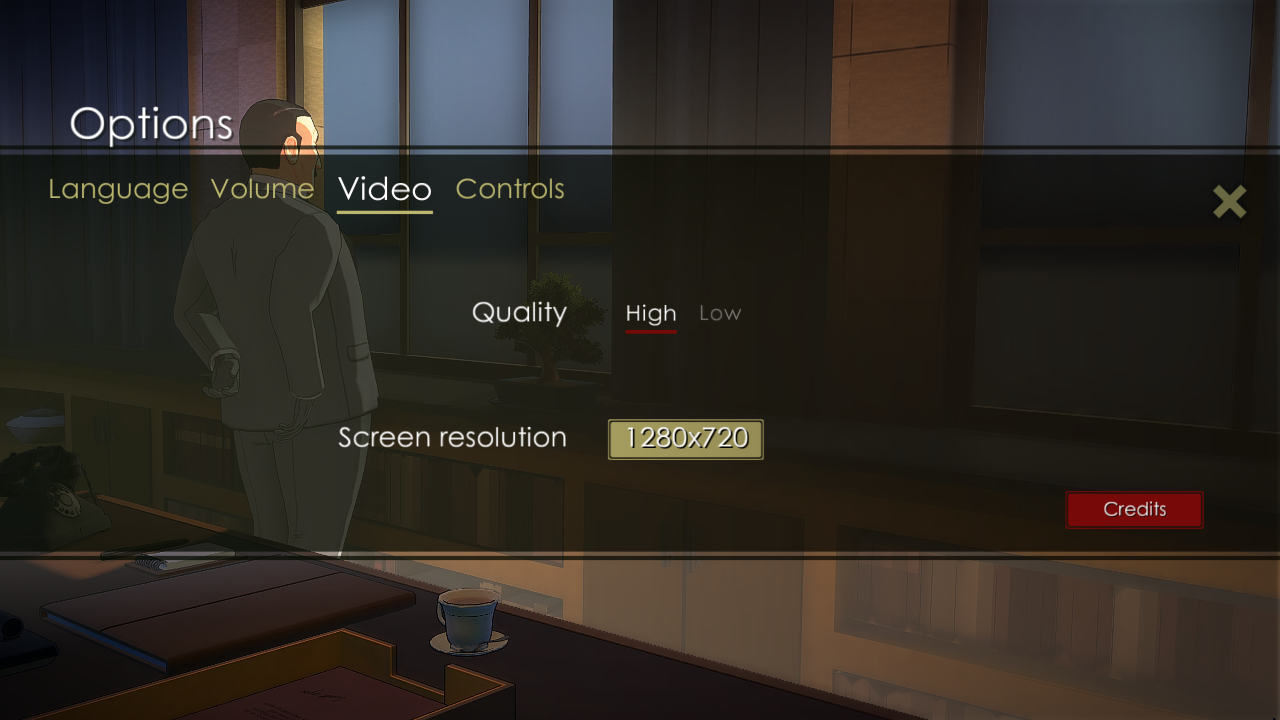 Options
Language Volume Video Controls
Quality High Low
Screen resolution 1280x720
Credits